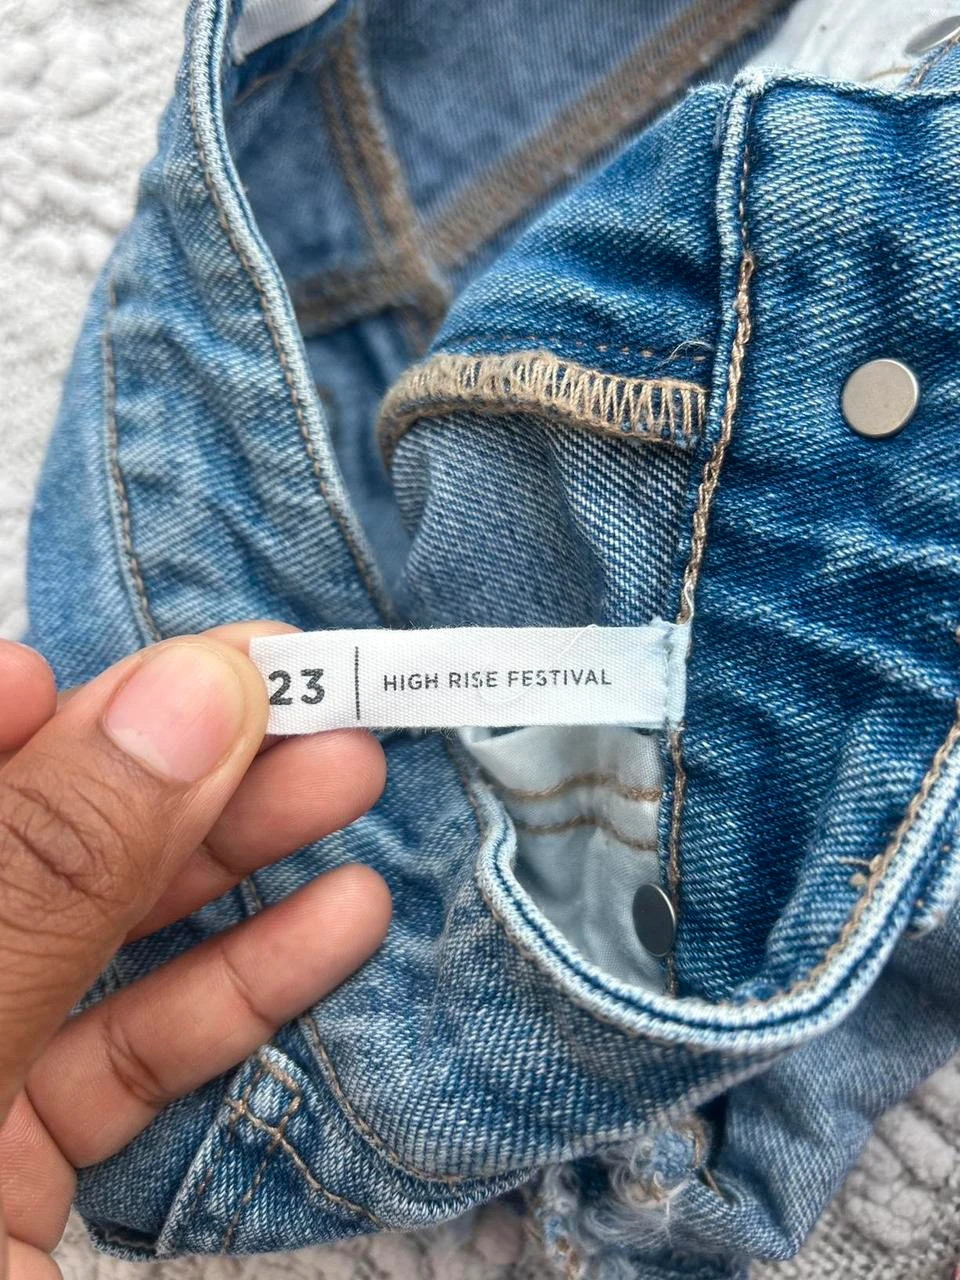 23 | HIGH RISE FESTIVAL